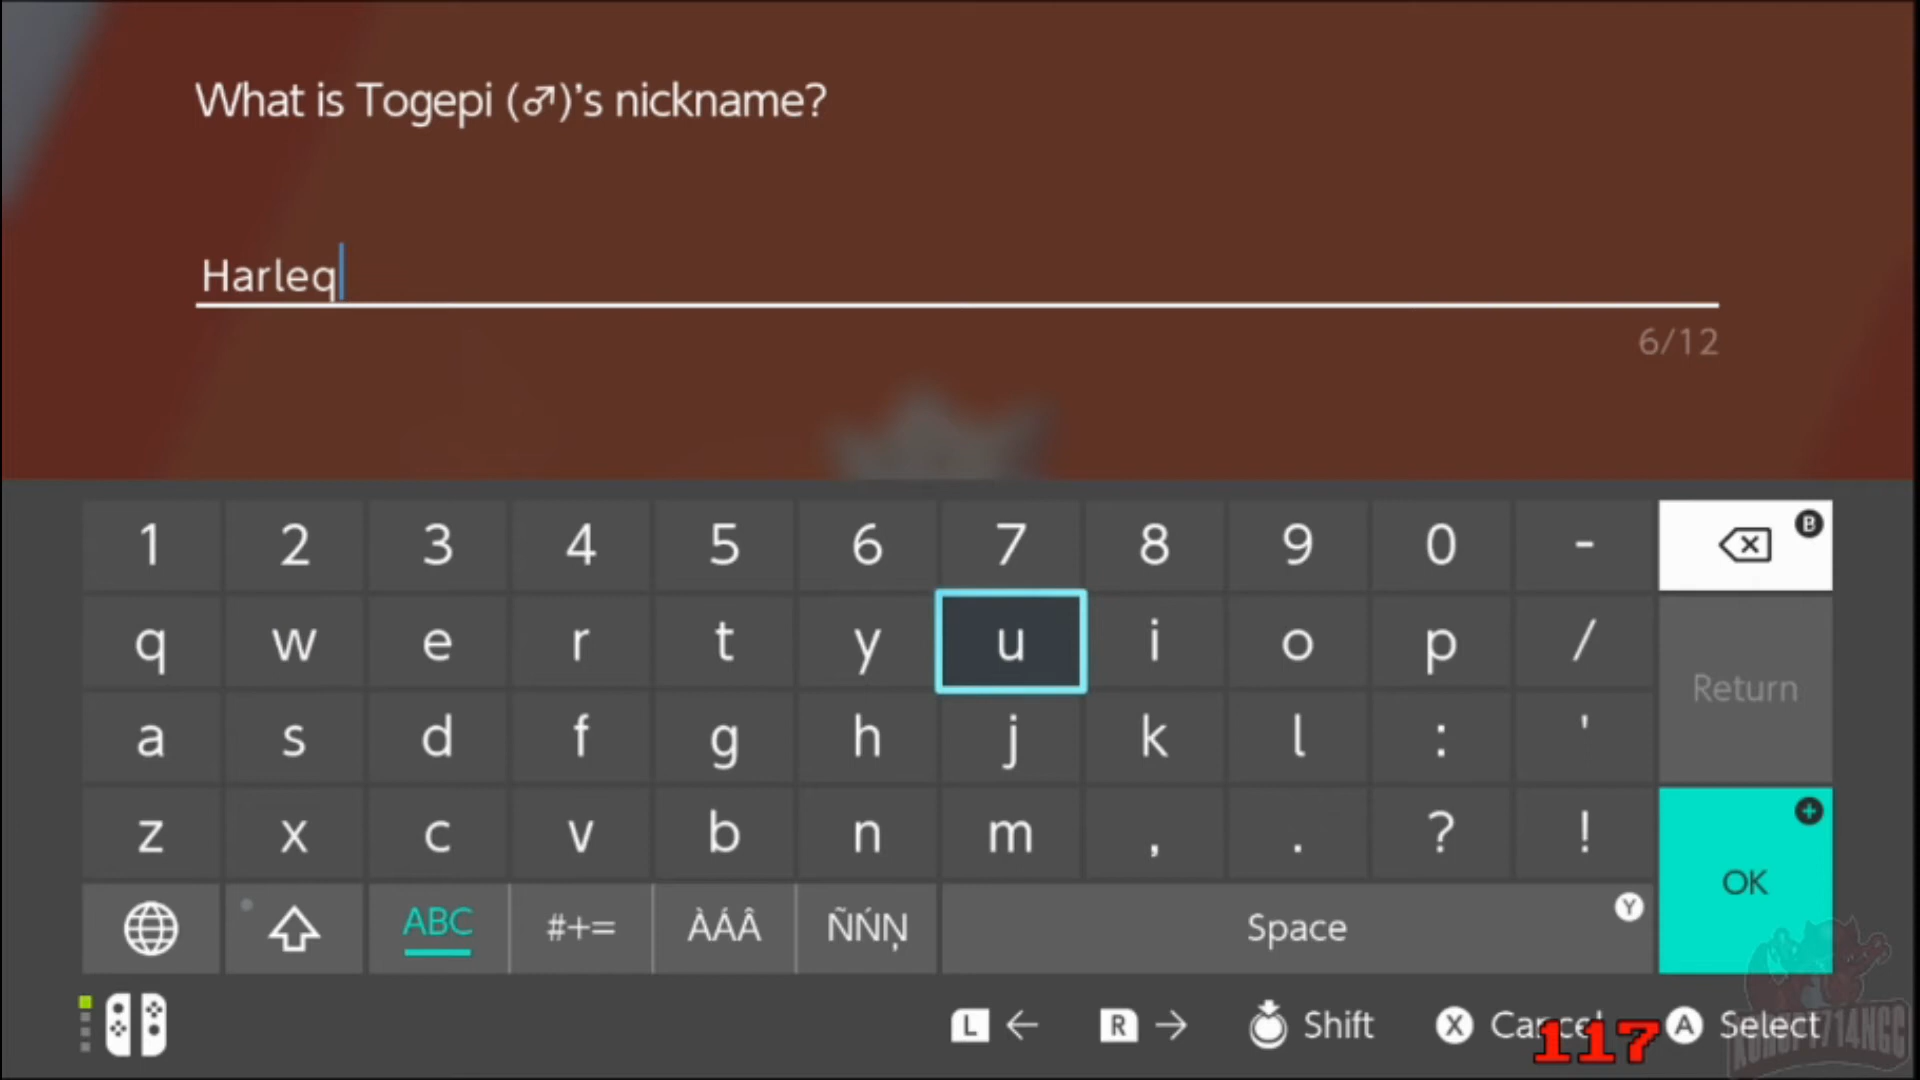 What is Togepi (♂)'s nickname?
Harleq
6/12
1 2 3 4 5 6 7 8 9 0 - B
q w e r t y u i o p /
Return
a s d f g h j k l : '
z x c v b n m , . ? !
+
OK
ABC #+= ÀÁÂ ÑŃŅ Space Y
L ← R → Shift X Cancel A Select
117